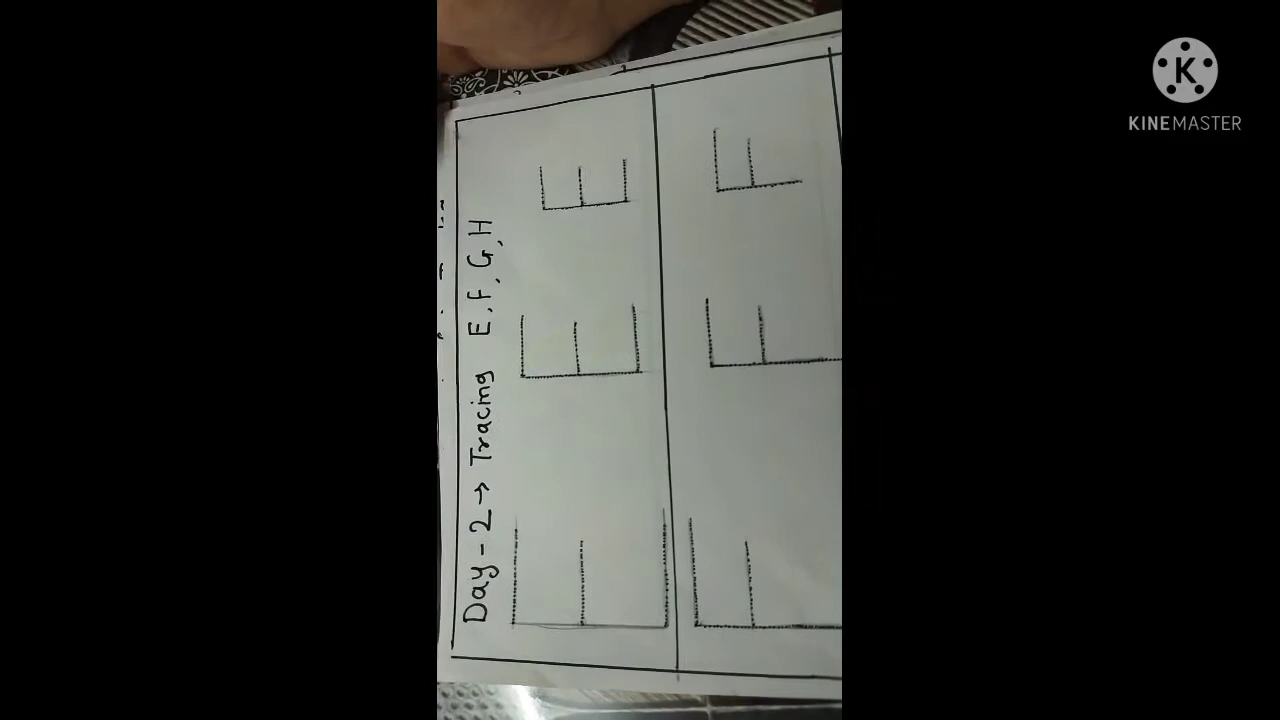 Day - 2 → Tracing E, F, G, H
E E E
F F F
K
KINEMASTER